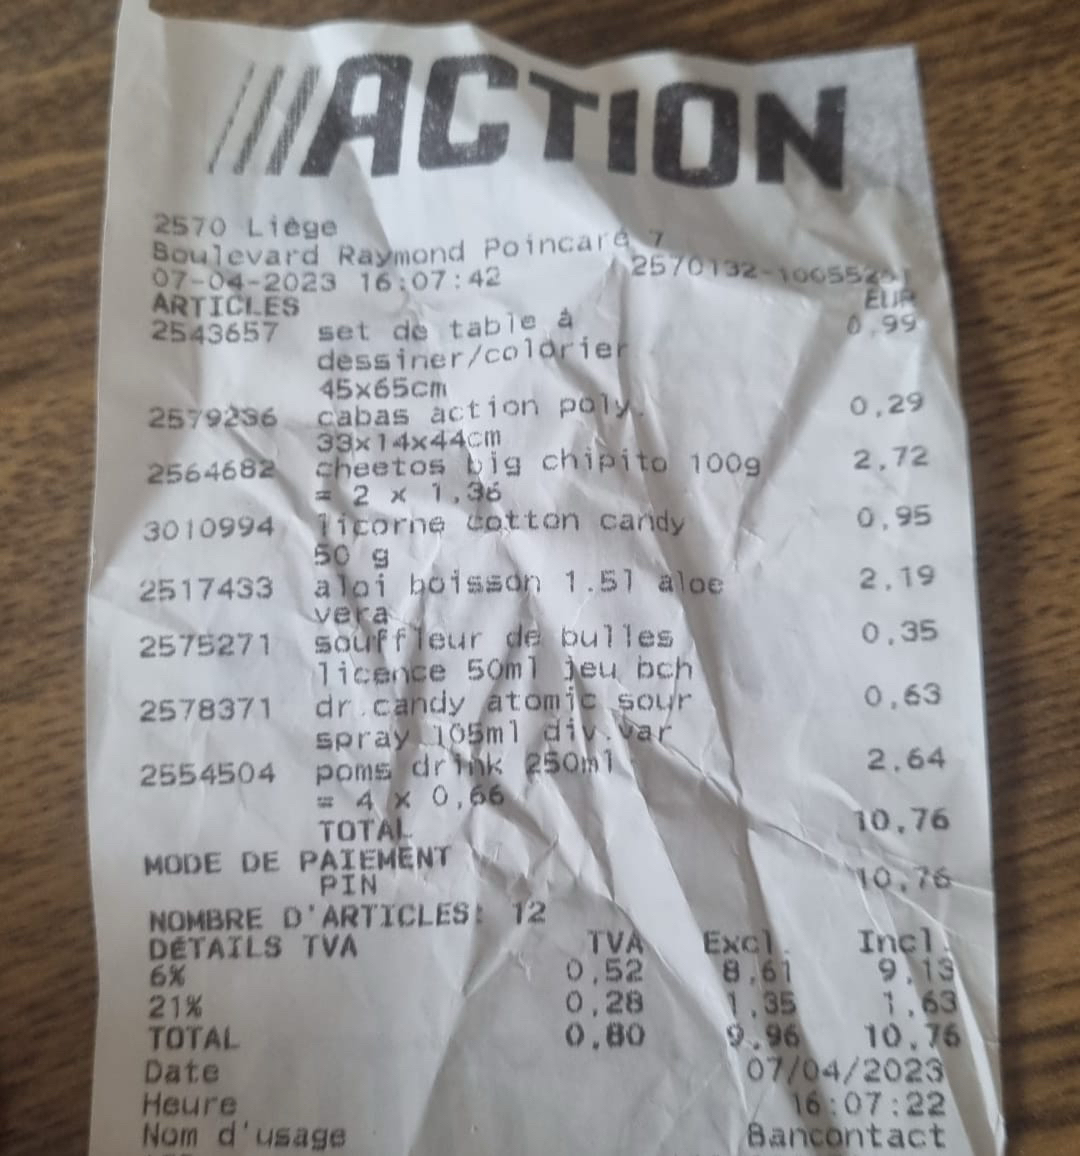 ACTION
2570 Liège
Boulevard Raymond Poincaré 7
07-04-2023 16:07:42 2570132-10055261
ARTICLES EUR
2543657 set de table à 0,99
dessiner/colorier
45x65cm
2579236 cabas action poly. 0,29
33x14x44cm
2564682 cheetos big chipito 100g 2,72
= 2 x 1,36
3010994 licorne cotton candy 0,95
50 g
2517433 aloi boisson 1.5l aloe 2,19
vera
2575271 souffleur de bulles 0,35
licence 50ml jeu bch
2578371 dr.candy atomic sour 0,63
spray 105ml div.var
2554504 poms drink 250ml 2,64
= 4 x 0,66
TOTAL 10,76
MODE DE PAIEMENT
PIN 10,76
NOMBRE D'ARTICLES: 12
DÉTAILS TVA TVA Excl. Incl.
6% 0,52 8,61 9,13
21% 0,28 1,35 1,63
TOTAL 0,80 9,96 10,76
Date 07/04/2023
Heure 16:07:22
Nom d'usage Bancontact